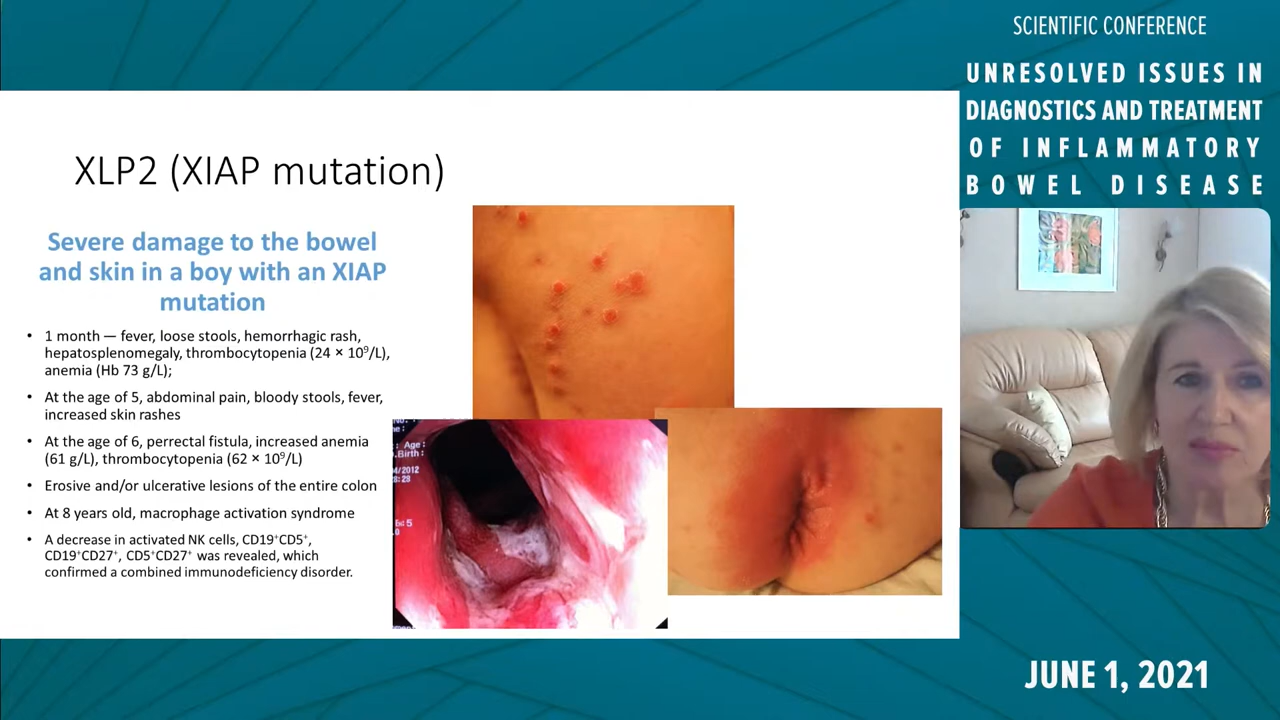 SCIENTIFIC CONFERENCE
UNRESOLVED ISSUES IN
DIAGNOSTICS AND TREATMENT
OF INFLAMMATORY
BOWEL DISEASE
XLP2 (XIAP mutation)
Severe damage to the bowel
and skin in a boy with an XIAP
mutation
• 1 month — fever, loose stools, hemorrhagic rash,
hepatosplenomegaly, thrombocytopenia (24 × 10⁹/L),
anemia (Hb 73 g/L);
• At the age of 5, abdominal pain, bloody stools, fever,
increased skin rashes
• At the age of 6, perrectal fistula, increased anemia
(61 g/L), thrombocytopenia (62 × 10⁹/L)
• Erosive and/or ulcerative lesions of the entire colon
• At 8 years old, macrophage activation syndrome
• A decrease in activated NK cells, CD19⁺CD5⁺,
CD19⁺CD27⁺, CD5⁺CD27⁺ was revealed, which
confirmed a combined immunodeficiency disorder.
Age:
.Birth:
4/2012
JUNE 1, 2021